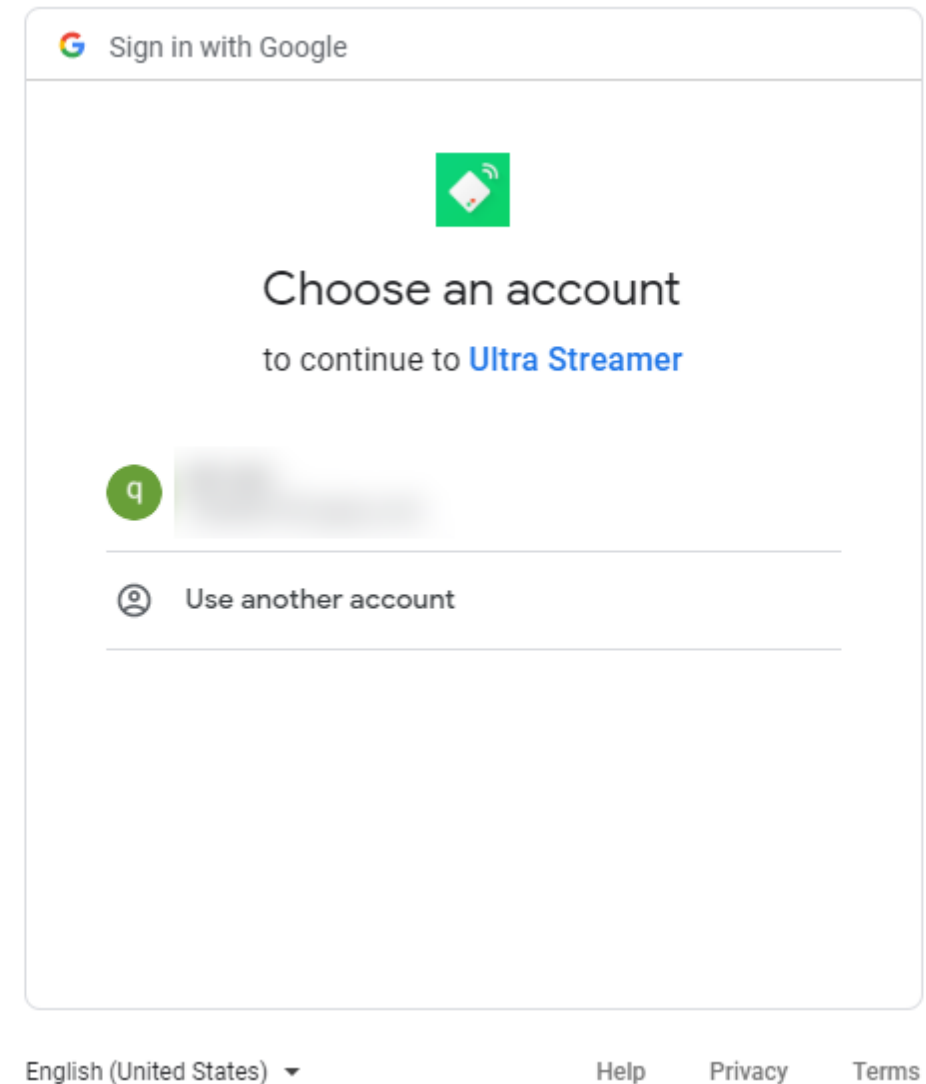 Sign in with Google
Choose an account
to continue to Ultra Streamer
q
Use another account
English (United States)
Help Privacy Terms